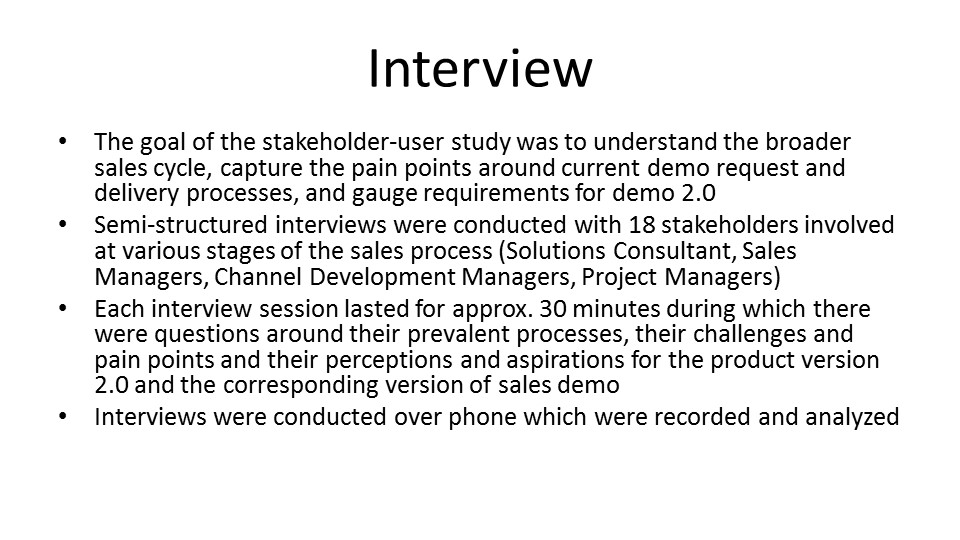 Interview
• The goal of the stakeholder-user study was to understand the broader
sales cycle, capture the pain points around current demo request and
delivery processes, and gauge requirements for demo 2.0
• Semi-structured interviews were conducted with 18 stakeholders involved
at various stages of the sales process (Solutions Consultant, Sales
Managers, Channel Development Managers, Project Managers)
• Each interview session lasted for approx. 30 minutes during which there
were questions around their prevalent processes, their challenges and
pain points and their perceptions and aspirations for the product version
2.0 and the corresponding version of sales demo
• Interviews were conducted over phone which were recorded and analyzed